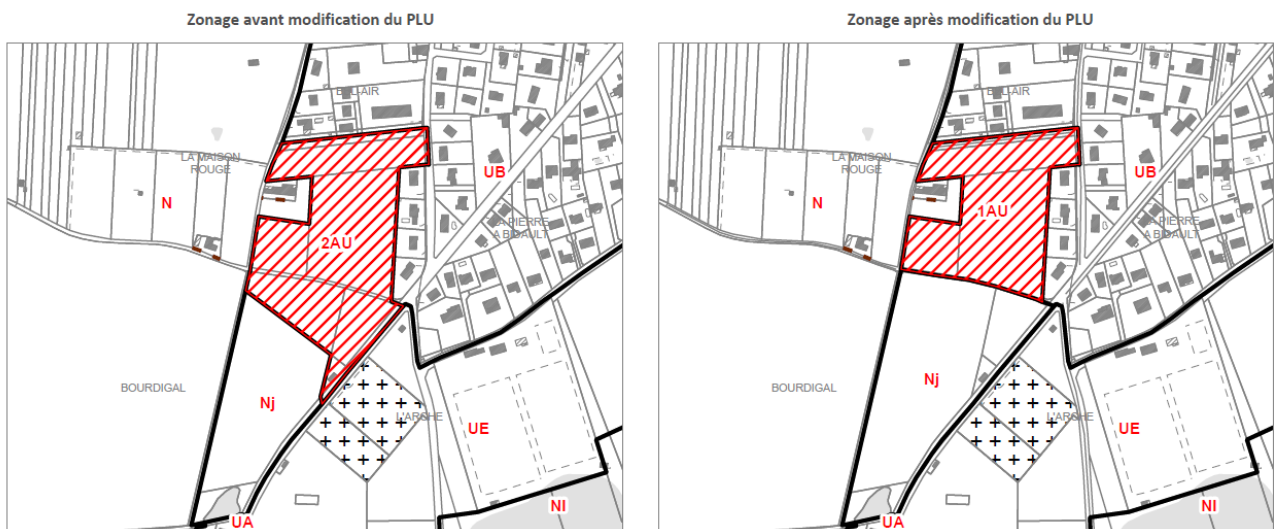 Zonage avant modification du PLU
BEL-AIR
LA MAISON
ROUGE
UB
N
LA PIERRE
A BIDAULT
2AU
BOURDIGAL
Nj
L'ARCHE
UE
NI
UA
Zonage après modification du PLU
BEL-AIR
LA MAISON
ROUGE
UB
N
1AU
LA PIERRE
A BIDAULT
BOURDIGAL
Nj
L'ARCHE
UE
NI
UA